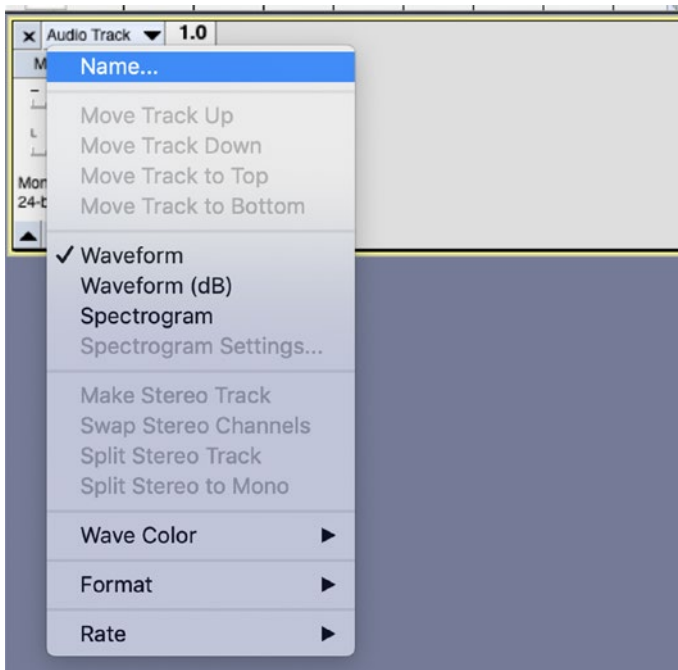 Audio Track 1.0
M
Name...
L
Move Track Up
Move Track Down
Move Track to Top
Mon
Move Track to Bottom
24-b
Waveform
Waveform (dB)
Spectrogram
Spectrogram Settings...
Make Stereo Track
Swap Stereo Channels
Split Stereo Track
Split Stereo to Mono
Wave Color
Format
Rate